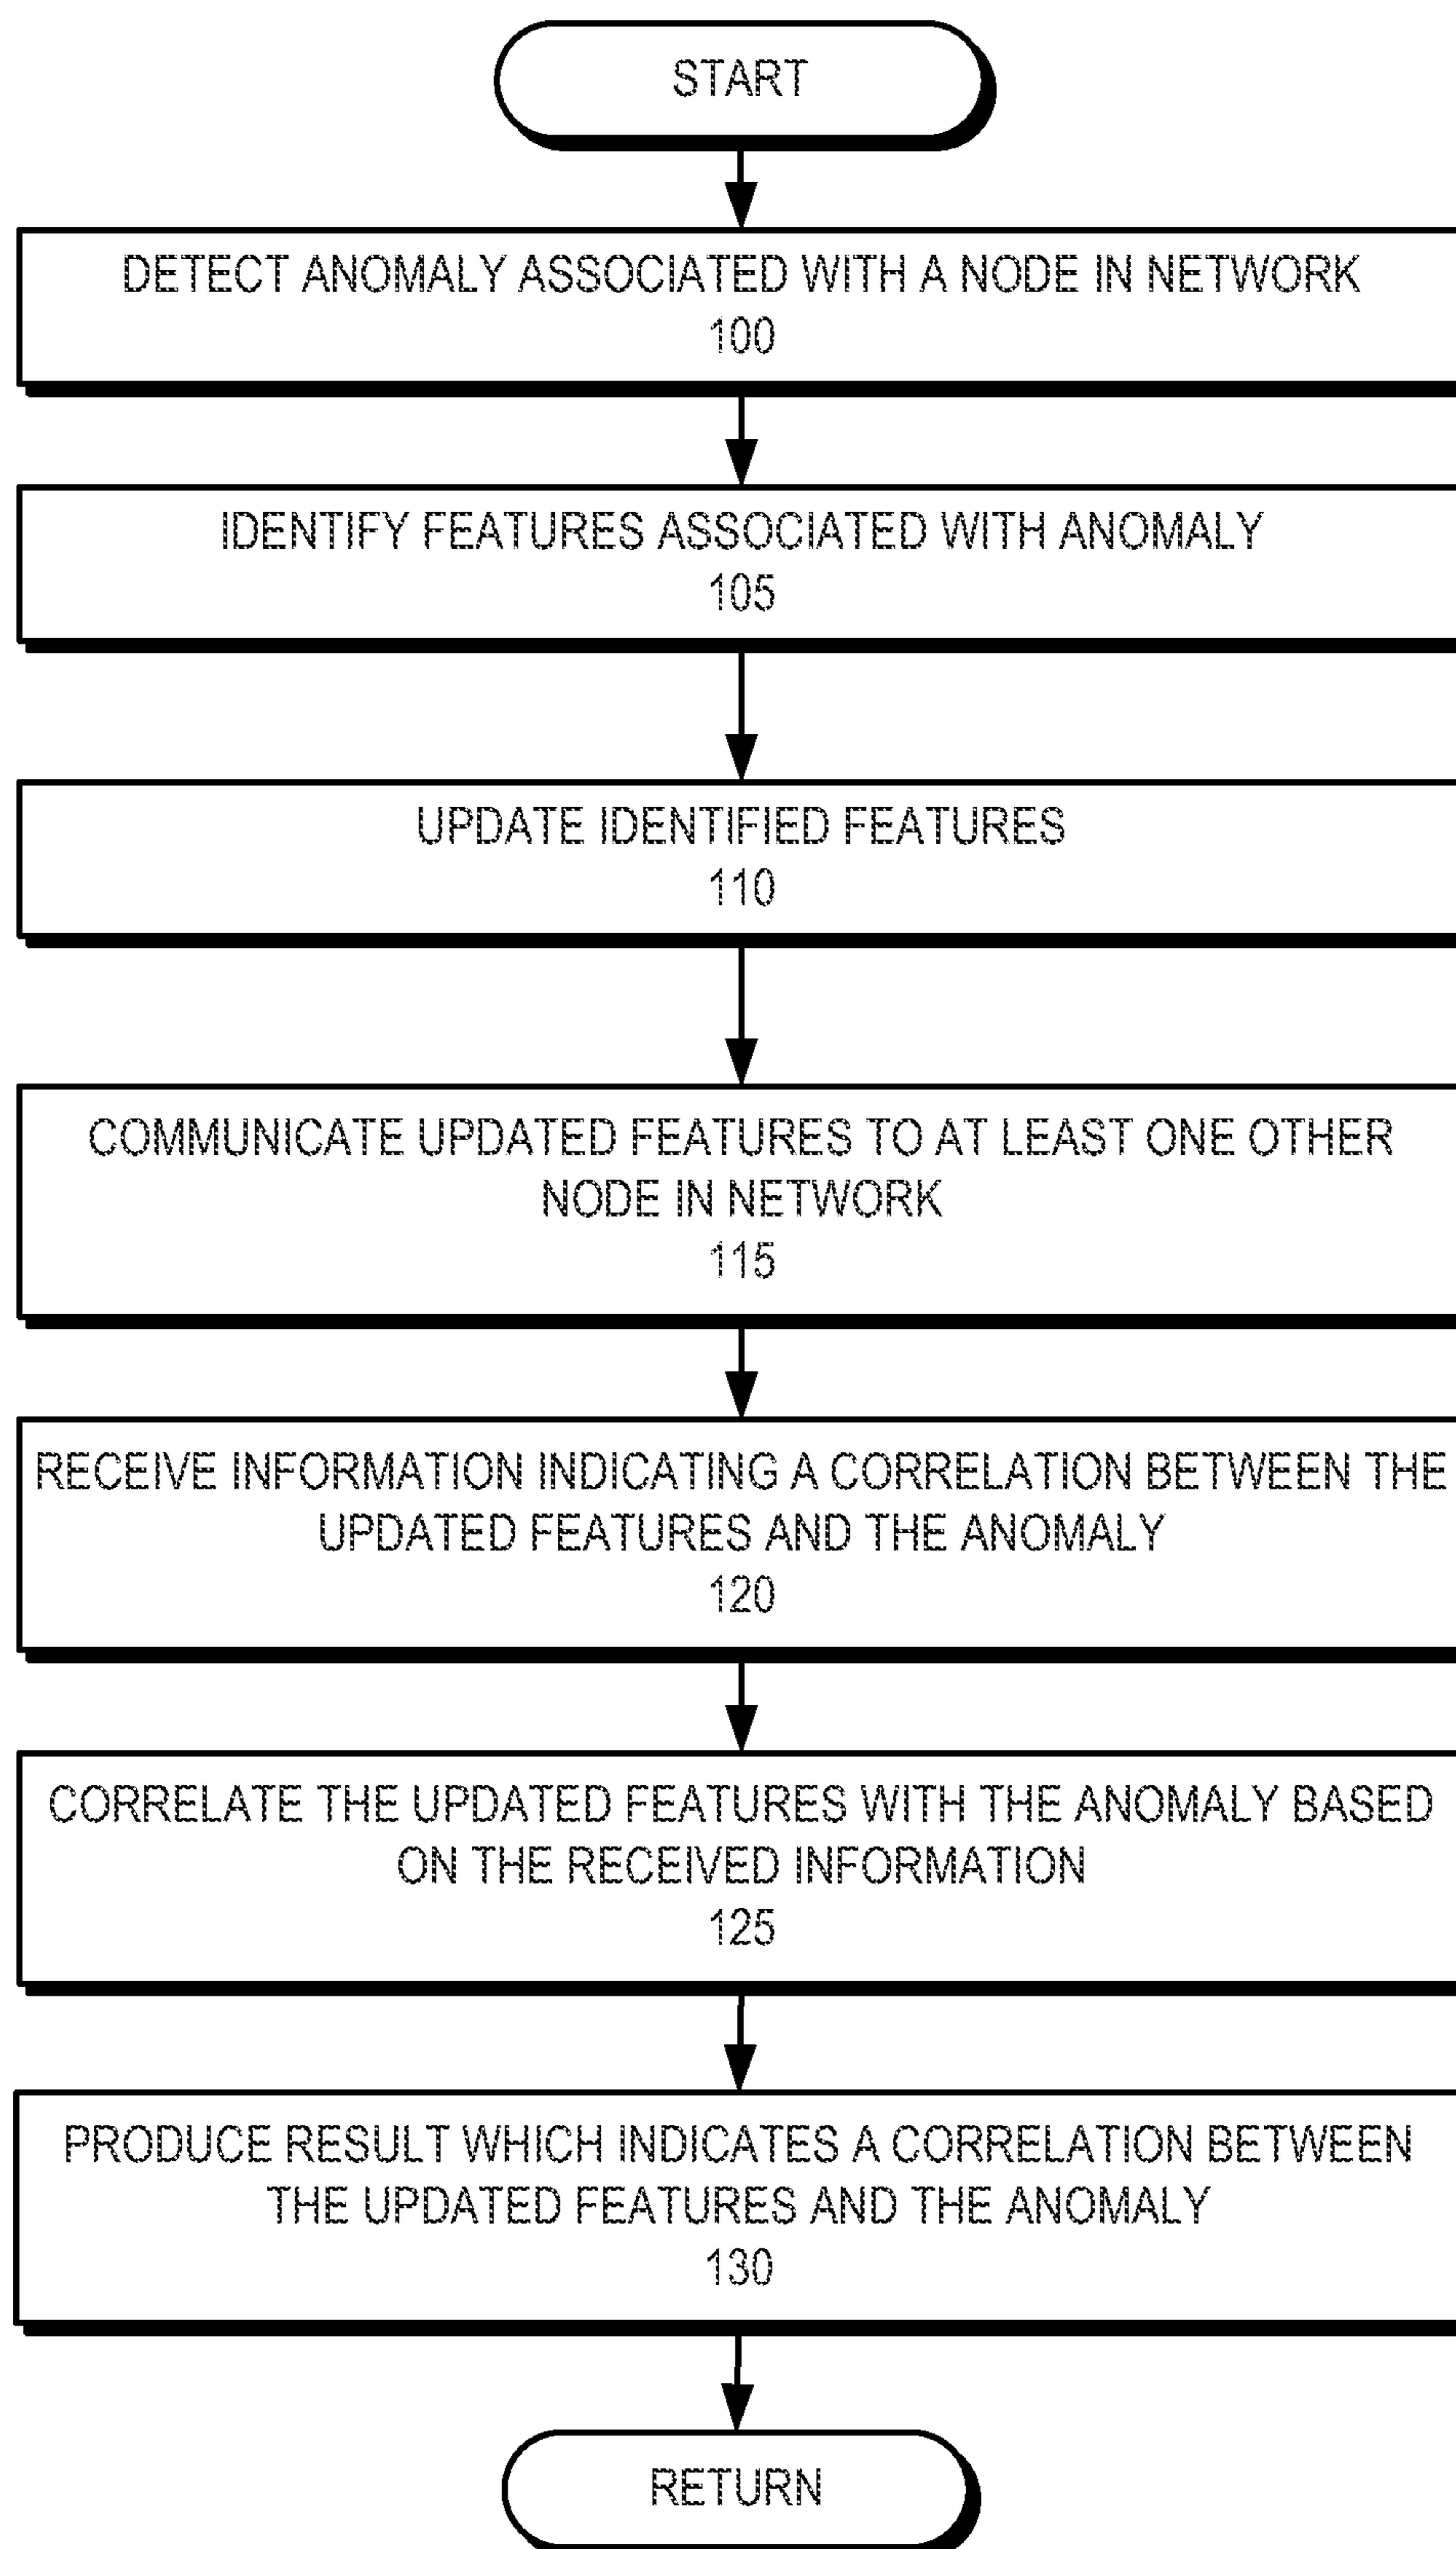 START
DETECT ANOMALY ASSOCIATED WITH A NODE IN NETWORK
100
IDENTIFY FEATURES ASSOCIATED WITH ANOMALY
105
UPDATE IDENTIFIED FEATURES
110
COMMUNICATE UPDATED FEATURES TO AT LEAST ONE OTHER
NODE IN NETWORK
115
RECEIVE INFORMATION INDICATING A CORRELATION BETWEEN THE
UPDATED FEATURES AND THE ANOMALY
120
CORRELATE THE UPDATED FEATURES WITH THE ANOMALY BASED
ON THE RECEIVED INFORMATION
125
PRODUCE RESULT WHICH INDICATES A CORRELATION BETWEEN
THE UPDATED FEATURES AND THE ANOMALY
130
RETURN